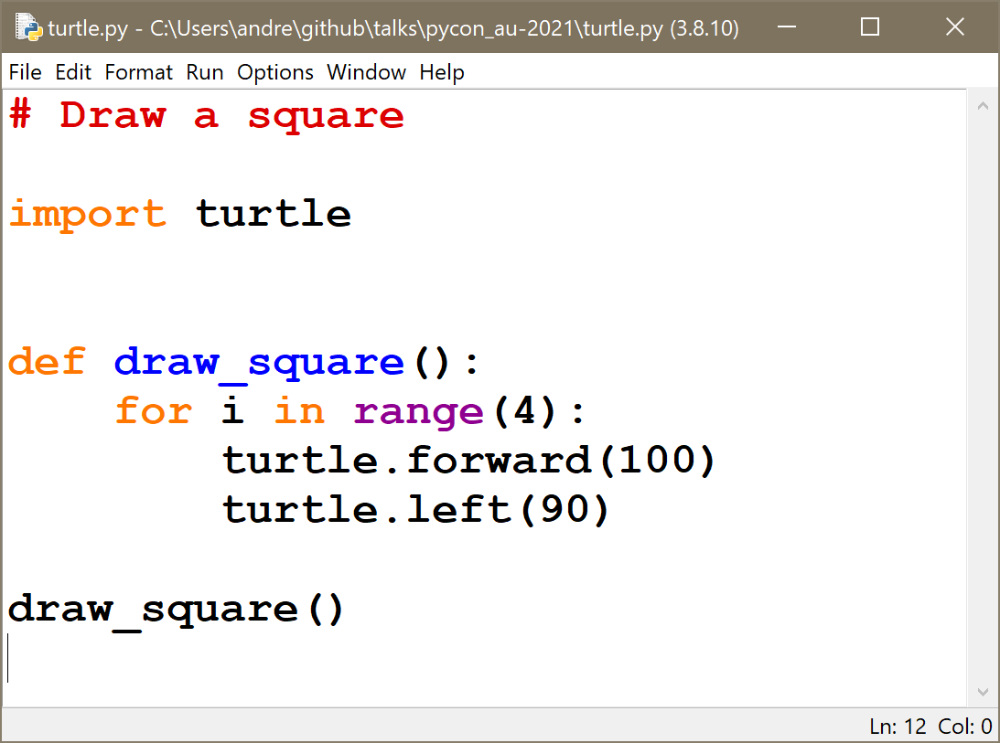 turtle.py - C:\Users\andre\github\talks\pycon_au-2021\turtle.py (3.8.10)
File Edit Format Run Options Window Help
# Draw a square
import turtle
def draw_square():
    for i in range(4):
        turtle.forward(100)
        turtle.left(90)
draw_square()
Ln: 12 Col: 0